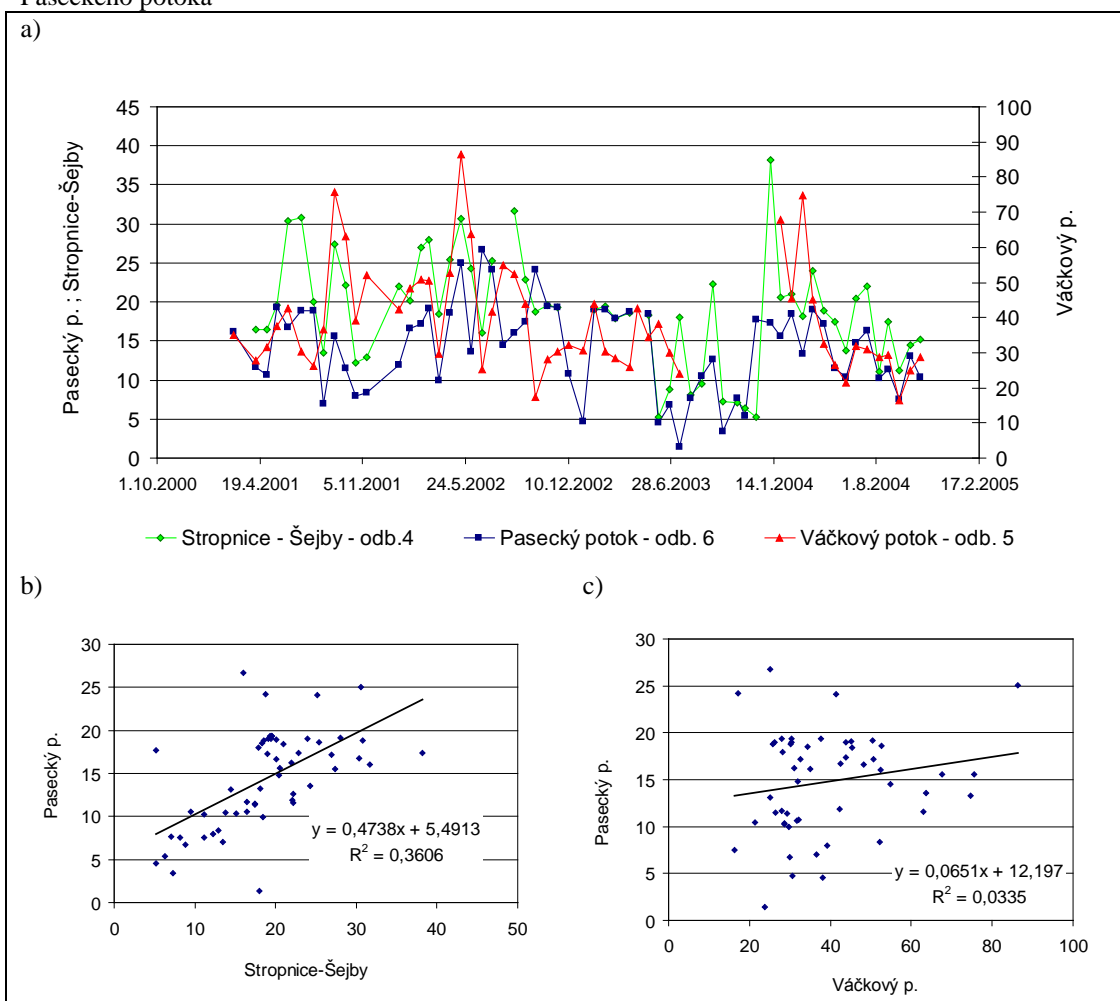 Paseckého potoka
a)
45
40
35
30
25
20
15
10
5
0
Pasecký p. ; Stropnice-Šejby
100
90
80
70
60
50
40
30
20
10
0
Váčkový p.
1.10.2000 19.4.2001 5.11.2001 24.5.2002 10.12.2002 28.6.2003 14.1.2004 1.8.2004 17.2.2005
Stropnice - Šejby - odb.4 Pasecký potok - odb. 6 Váčkový potok - odb. 5
b)
30
25
20
15
10
5
0
Pasecký p.
y = 0,4738x + 5,4913
R² = 0,3606
0 10 20 30 40 50
Stropnice-Šejby
c)
30
25
20
15
10
5
0
Pasecký p.
y = 0,0651x + 12,197
R² = 0,0335
0 20 40 60 80 100
Váčkový p.